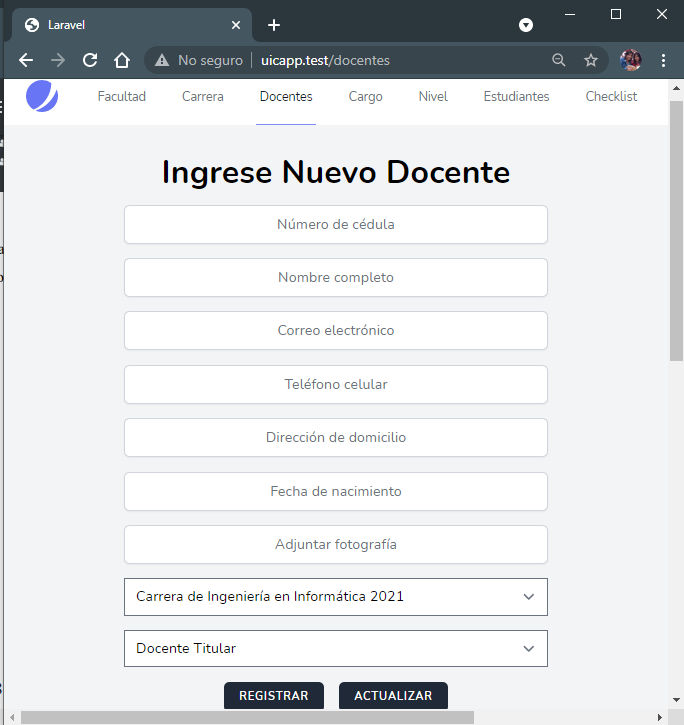 Laravel
No seguro | uicapp.test/docentes
Facultad Carrera Docentes Cargo Nivel Estudiantes Checklist
Ingrese Nuevo Docente
Número de cédula
Nombre completo
Correo electrónico
Teléfono celular
Dirección de domicilio
Fecha de nacimiento
Adjuntar fotografía
Carrera de Ingeniería en Informática 2021
Docente Titular
REGISTRAR ACTUALIZAR